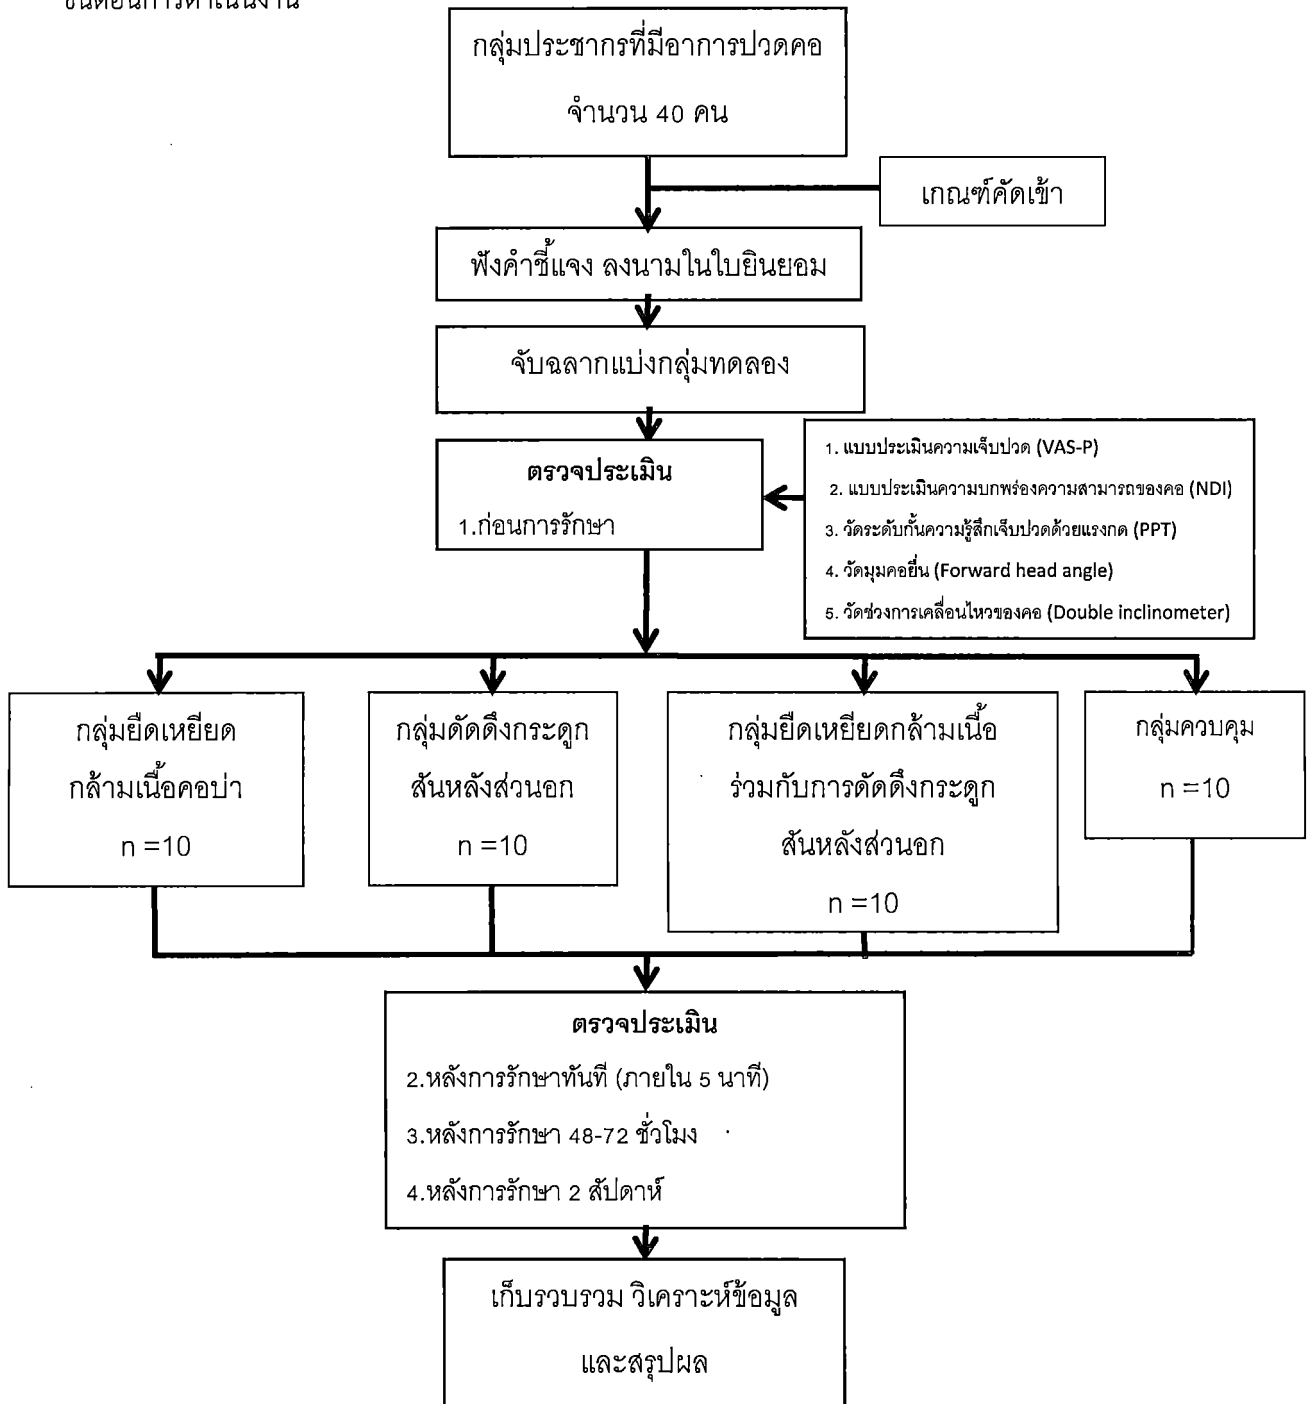 ขั้นตอนการดำเนินงาน
กลุ่มประชากรที่มีอาการปวดคอ
จำนวน 40 คน
เกณฑ์คัดเข้า
ฟังคำชี้แจง ลงนามในใบยินยอม
จับฉลากแบ่งกลุ่มทดลอง
ตรวจประเมิน
1.ก่อนการรักษา
1. แบบประเมินความเจ็บปวด (VAS-P)
2. แบบประเมินความบกพร่องความสามารถของคอ (NDI)
3. วัดระดับกั้นความรู้สึกเจ็บปวดด้วยแรงกด (PPT)
4. วัดมุมคอยื่น (Forward head angle)
5. วัดช่วงการเคลื่อนไหวของคอ (Double inclinometer)
กลุ่มยืดเหยียด
กล้ามเนื้อคอบ่า
n =10
กลุ่มดัดดึงกระดูก
สันหลังส่วนอก
n =10
กลุ่มยืดเหยียดกล้ามเนื้อ
ร่วมกับการดัดดึงกระดูก
สันหลังส่วนอก
n =10
กลุ่มควบคุม
n =10
ตรวจประเมิน
2.หลังการรักษาทันที (ภายใน 5 นาที)
3.หลังการรักษา 48-72 ชั่วโมง
4.หลังการรักษา 2 สัปดาห์
เก็บรวบรวม วิเคราะห์ข้อมูล
และสรุปผล